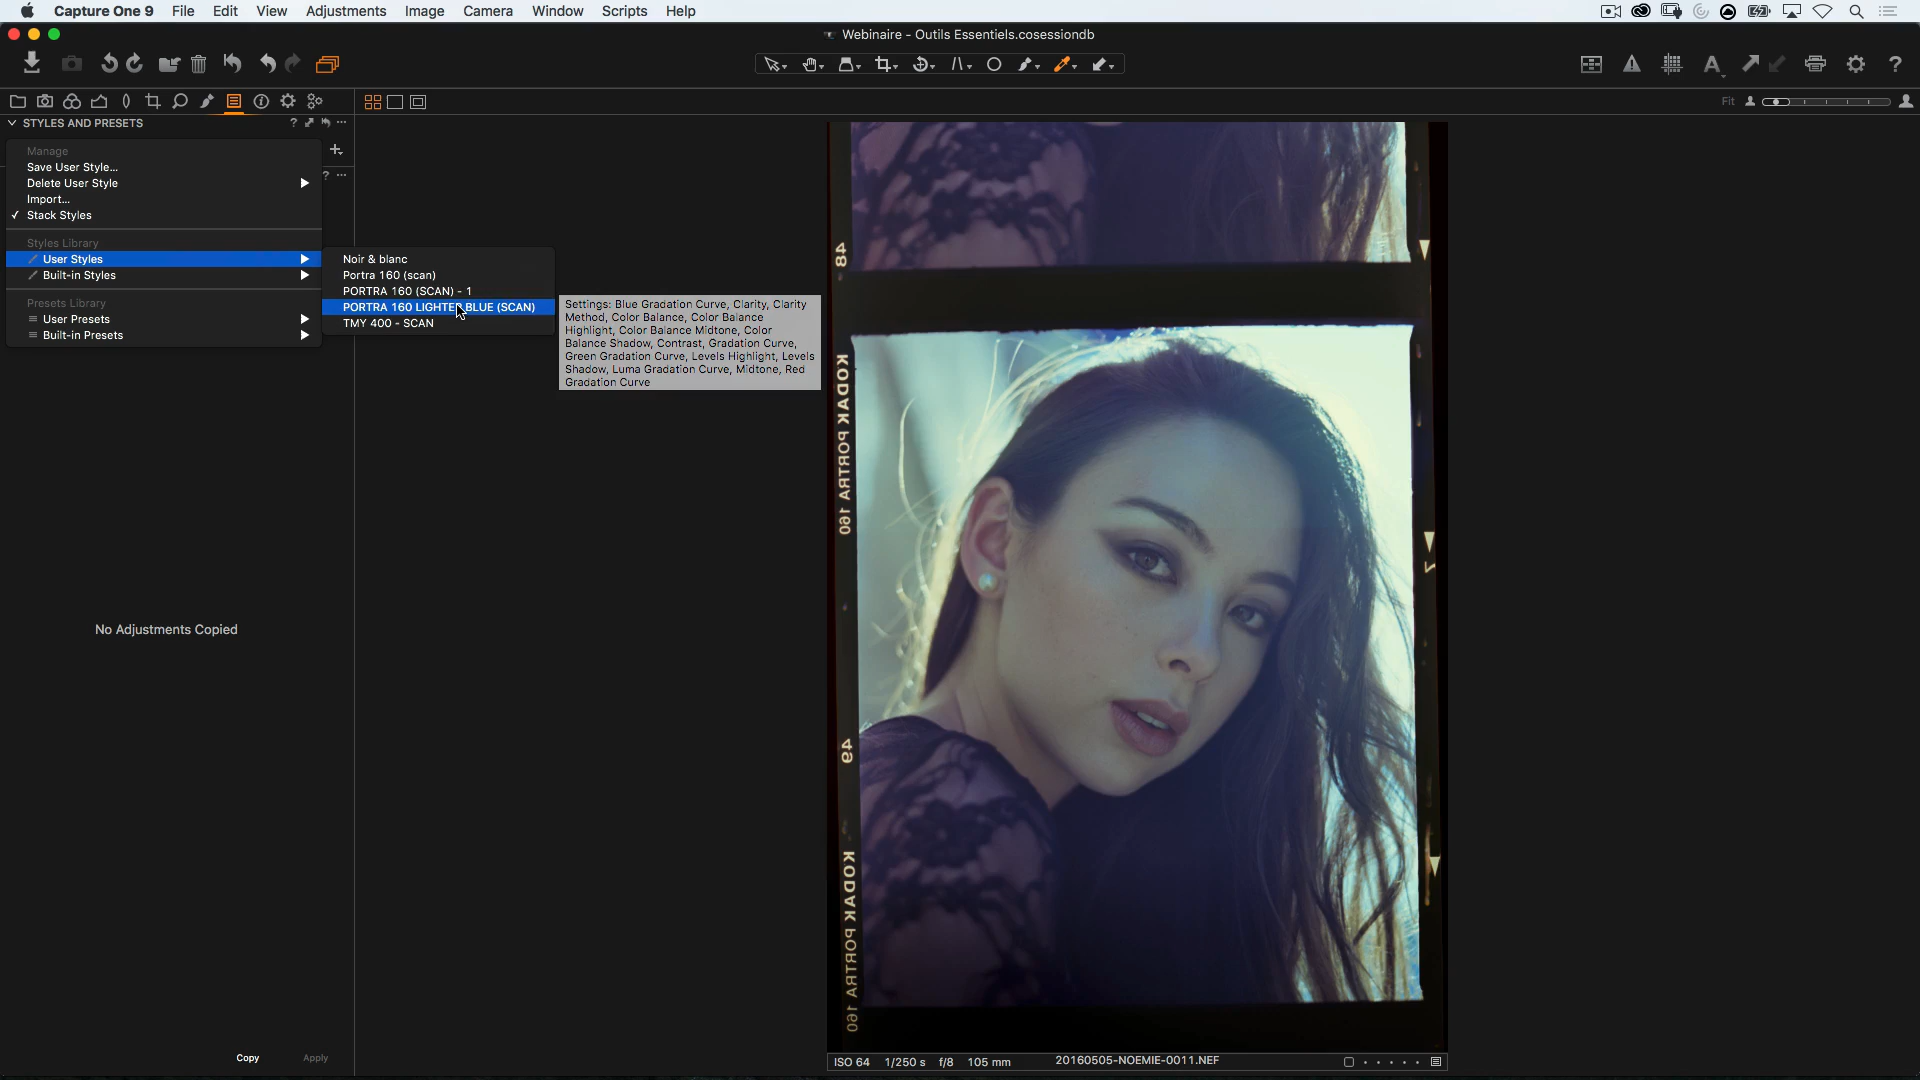 Capture One 9 File Edit View Adjustments Image Camera Window Scripts Help
Webinaire - Outils Essentiels.cosessiondb
Fit
STYLES AND PRESETS
Manage
Save User Style...
Delete User Style
Import...
✓ Stack Styles
Styles Library
User Styles
Built-in Styles
Presets Library
User Presets
Built-in Presets
Noir & blanc
Portra 160 (scan)
PORTRA 160 (SCAN) - 1
PORTRA 160 LIGHTER BLUE (SCAN)
TMY 400 - SCAN
Settings: Blue Gradation Curve, Clarity, Clarity
Method, Color Balance, Color Balance
Highlight, Color Balance Midtone, Color
Balance Shadow, Contrast, Gradation Curve,
Green Gradation Curve, Levels Highlight, Levels
Shadow, Luma Gradation Curve, Midtone, Red
Gradation Curve
No Adjustments Copied
Copy Apply
48
KODAK PORTRA 160
49
KODAK PORTRA 160
ISO 64 1/250 s f/8 105 mm 20160505-NOEMIE-0011.NEF